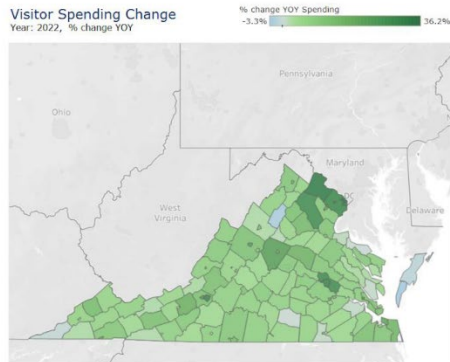 Visitor Spending Change
Year: 2022, % change YOY
% change YOY Spending
-3.3%
36.2%
Pennsylvania
Ohio
Maryland
DC
West
Virginia
Delaware